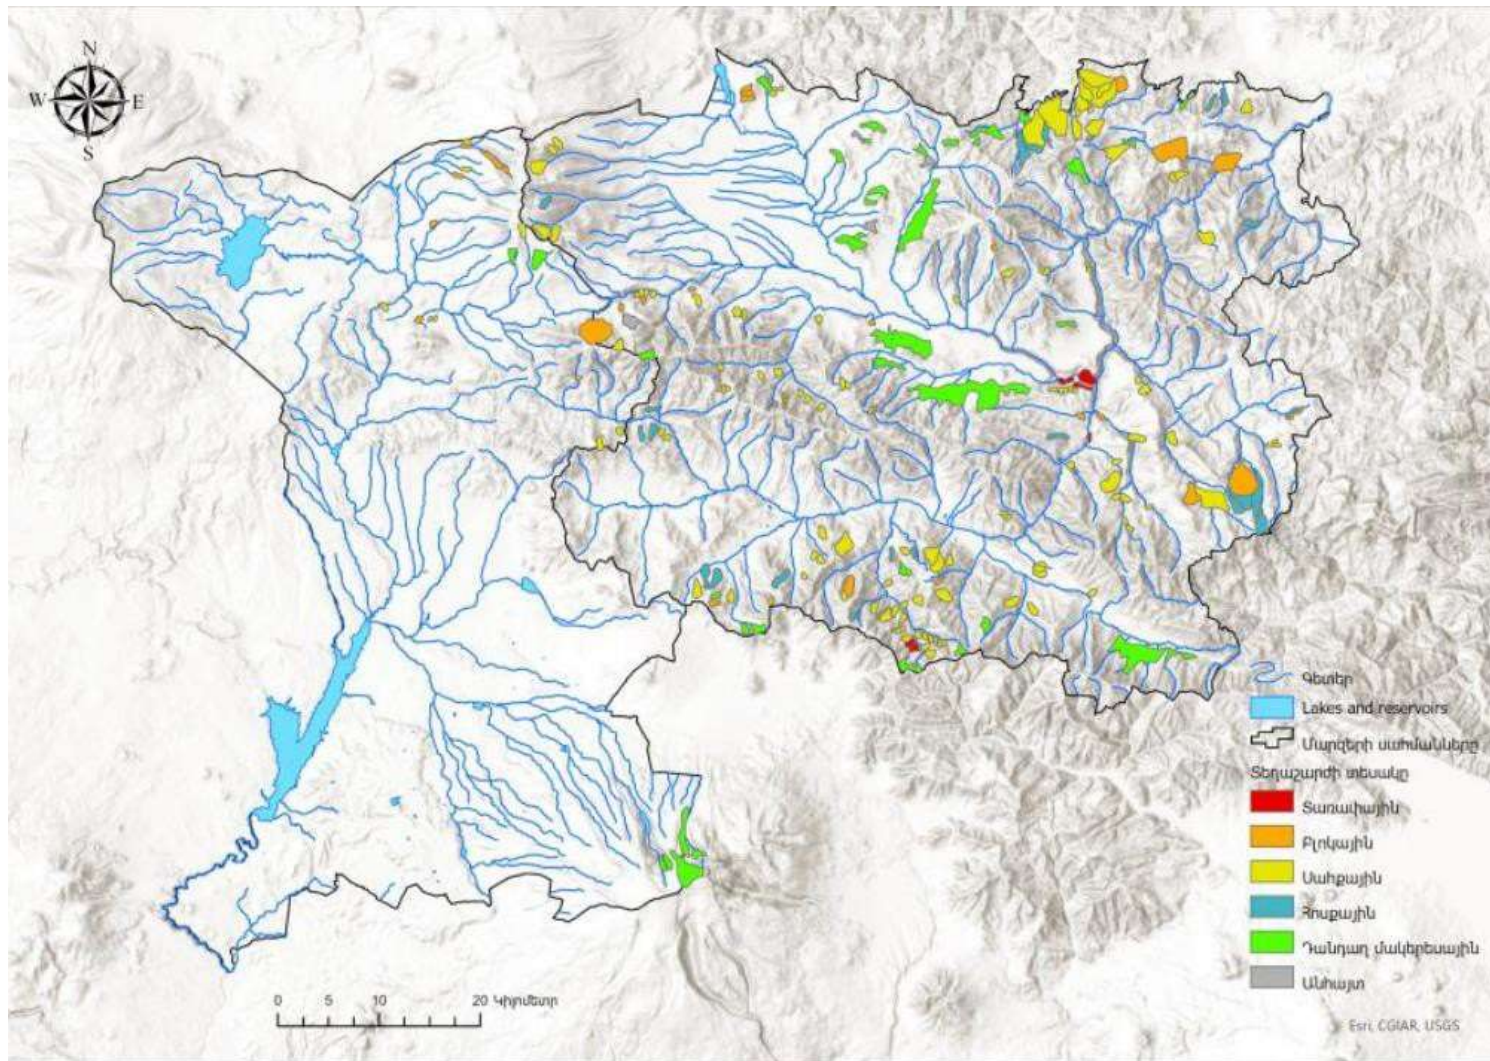 N
W E
S
Գետեր
Lakes and reservoirs
Մարզերի սահմանները
Տեղաշարժի տեսակը
Տառափային
Բլոկային
Սահքային
Հոսքային
Դանդաղ մակերեսային
Անհայտ
0 5 10 20 Կիլոմետր
Esri, CGIAR, USGS